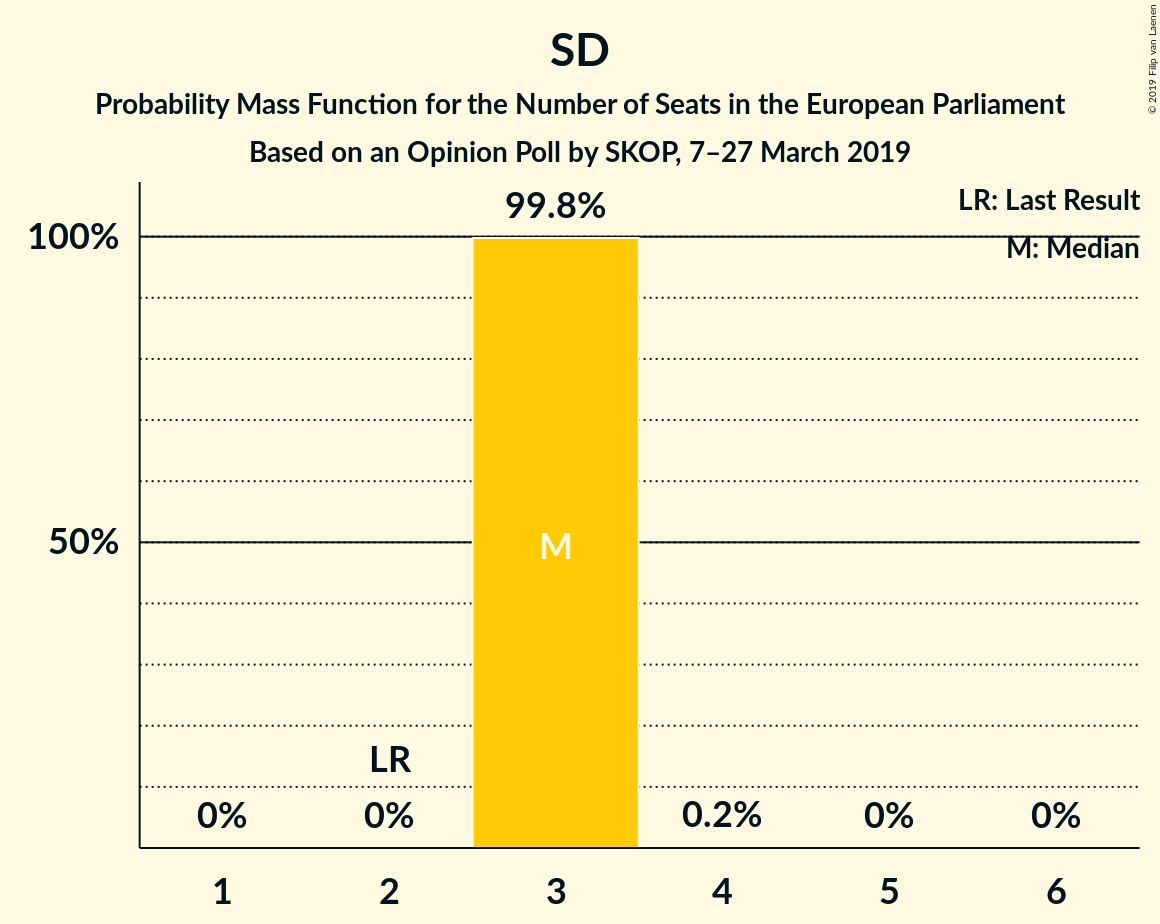 SD
Probability Mass Function for the Number of Seats in the European Parliament
Based on an Opinion Poll by SKOP, 7–27 March 2019
© 2019 Filip van Laenen
LR: Last Result
M: Median
99.8%
100%
50%
M
LR
0%
0%
0.2%
0%
0%
1
2
3
4
5
6